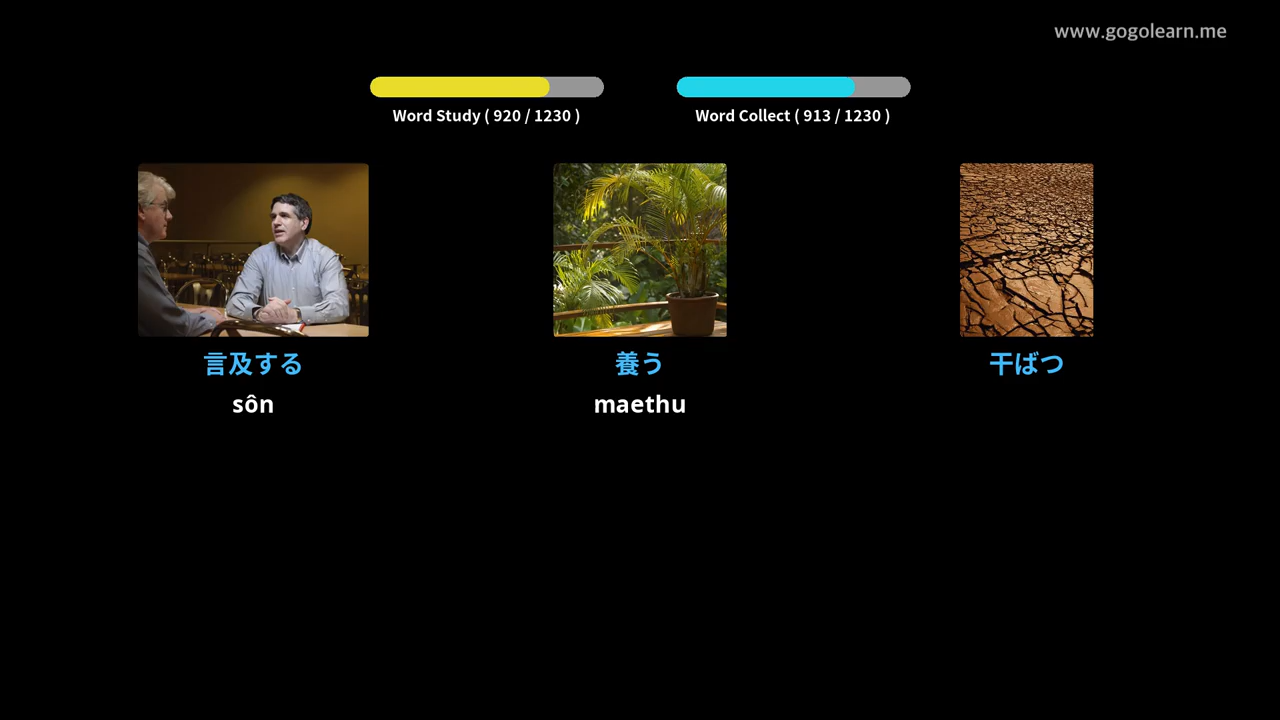 www.gogolearn.me
Word Study ( 920 / 1230 )
Word Collect ( 913 / 1230 )
言及する
sôn
養う
maethu
干ばつ